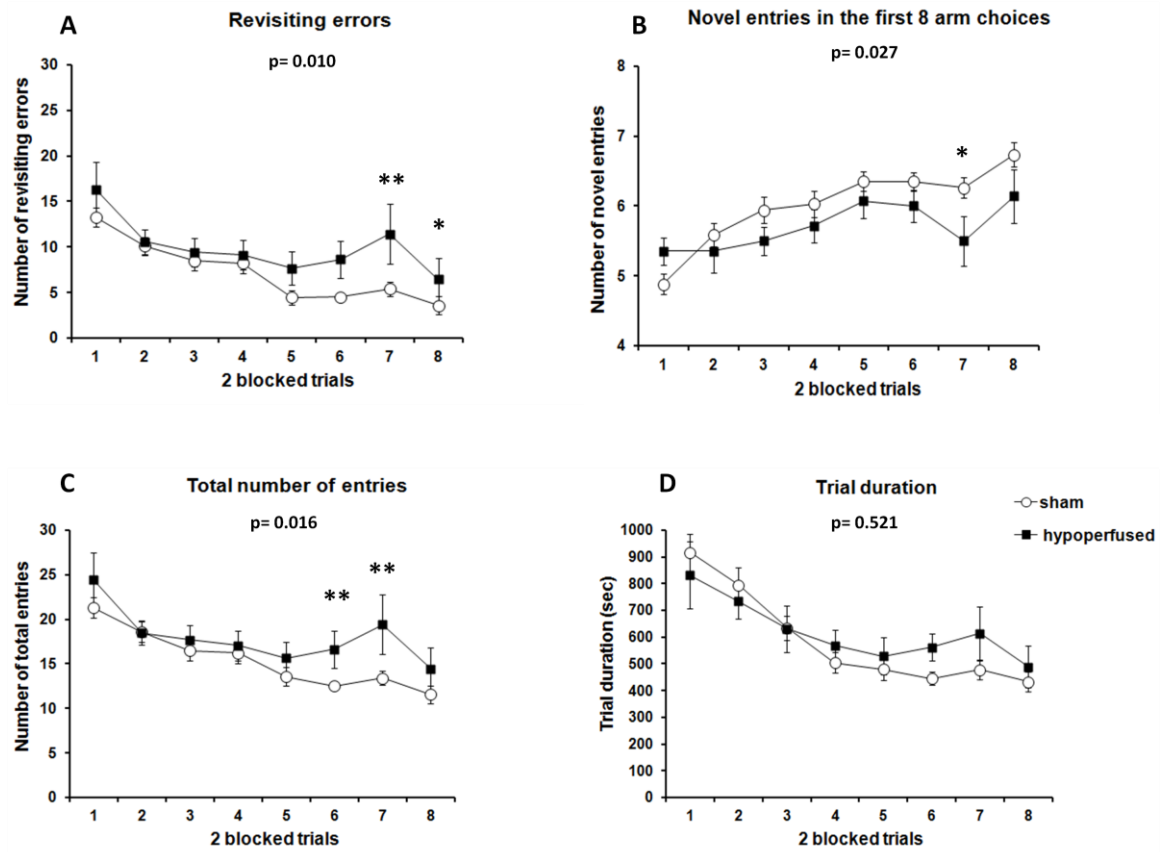 A
Revisiting errors
p= 0.010
Number of revisiting errors
30
25
20
15
10
5
0
**
*
1 2 3 4 5 6 7 8
2 blocked trials
B
Novel entries in the first 8 arm choices
p= 0.027
Number of novel entries
8
7
6
5
4
*
1 2 3 4 5 6 7 8
2 blocked trials
C
Total number of entries
p= 0.016
Number of total entries
30
25
20
15
10
5
0
**
**
1 2 3 4 5 6 7 8
2 blocked trials
D
Trial duration
p= 0.521
sham
hypoperfused
Trial duration (sec)
1000
900
800
700
600
500
400
300
200
100
0
1 2 3 4 5 6 7 8
2 blocked trials